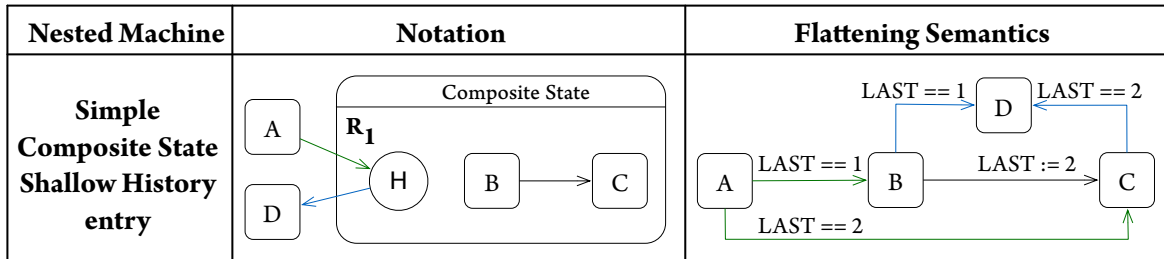 Nested Machine
Notation
Flattening Semantics
Simple
Composite State
Shallow History
entry
Composite State
A
R1
H
B
C
D
LAST == 1
D
LAST == 2
A
LAST == 1
B
LAST := 2
C
LAST == 2